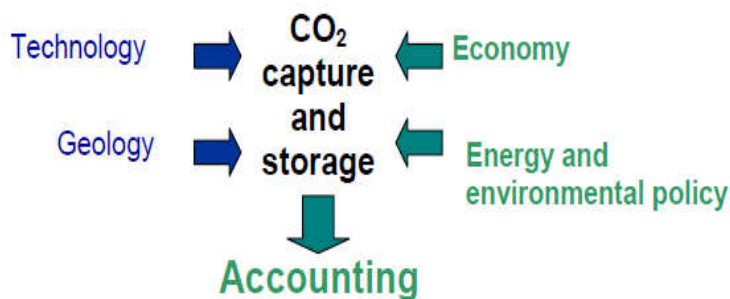 Technology
Geology
CO₂
capture
and
storage
Economy
Energy and
environmental policy
Accounting